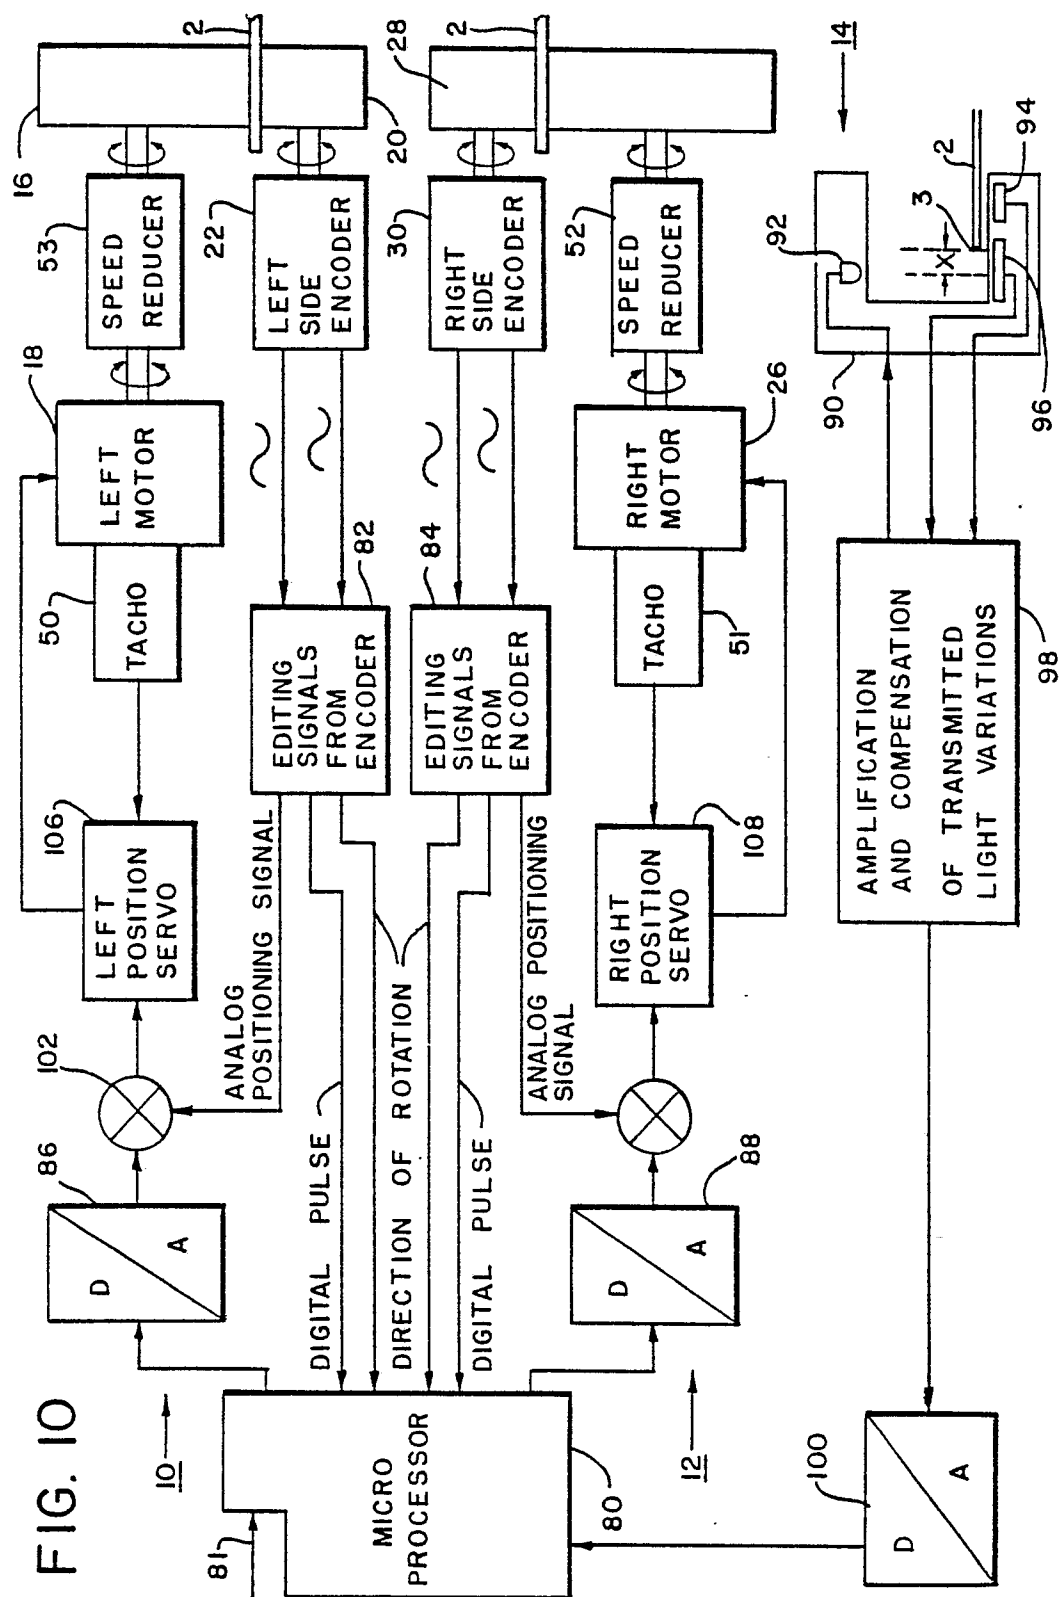 FIG. 10
16
2
28
2
14
20
53
SPEED
REDUCER
22
LEFT
SIDE
ENCODER
30
RIGHT
SIDE
ENCODER
52
SPEED
REDUCER
92
3
2
94
X
90
96
18
LEFT
MOTOR
26
RIGHT
MOTOR
50
TACHO
82
EDITING
SIGNALS
FROM
ENCODER
84
EDITING
SIGNALS
FROM
ENCODER
51
TACHO
AMPLIFICATION
AND COMPENSATION
OF TRANSMITTED
LIGHT VARIATIONS
98
106
LEFT
POSITION
SERVO
108
RIGHT
POSITION
SERVO
ANALOG
POSITIONING SIGNAL
ANALOG POSITIONING
SIGNAL
102
86
D
A
DIGITAL PULSE
DIRECTION OF ROTATION
DIGITAL PULSE
88
D
A
10
12
81
MICRO
PROCESSOR
80
100
D
A